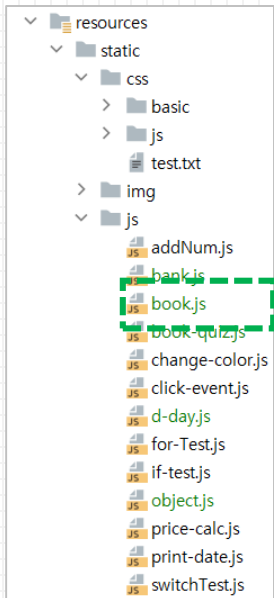 resources
static
css
basic
js
test.txt
img
js
addNum.js
bank.js
book.js
book-quiz.js
change-color.js
click-event.js
d-day.js
for-Test.js
if-test.js
object.js
price-calc.js
print-date.js
switchTest.js